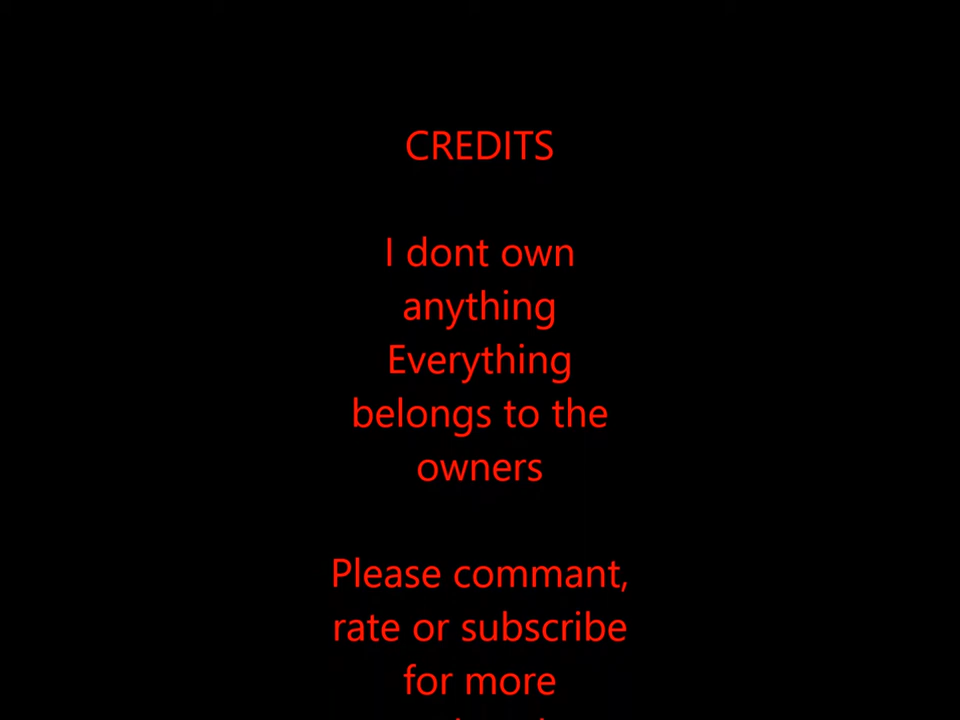 CREDITS
I dont own
anything
Everything
belongs to the
owners
Please commant,
rate or subscribe
for more